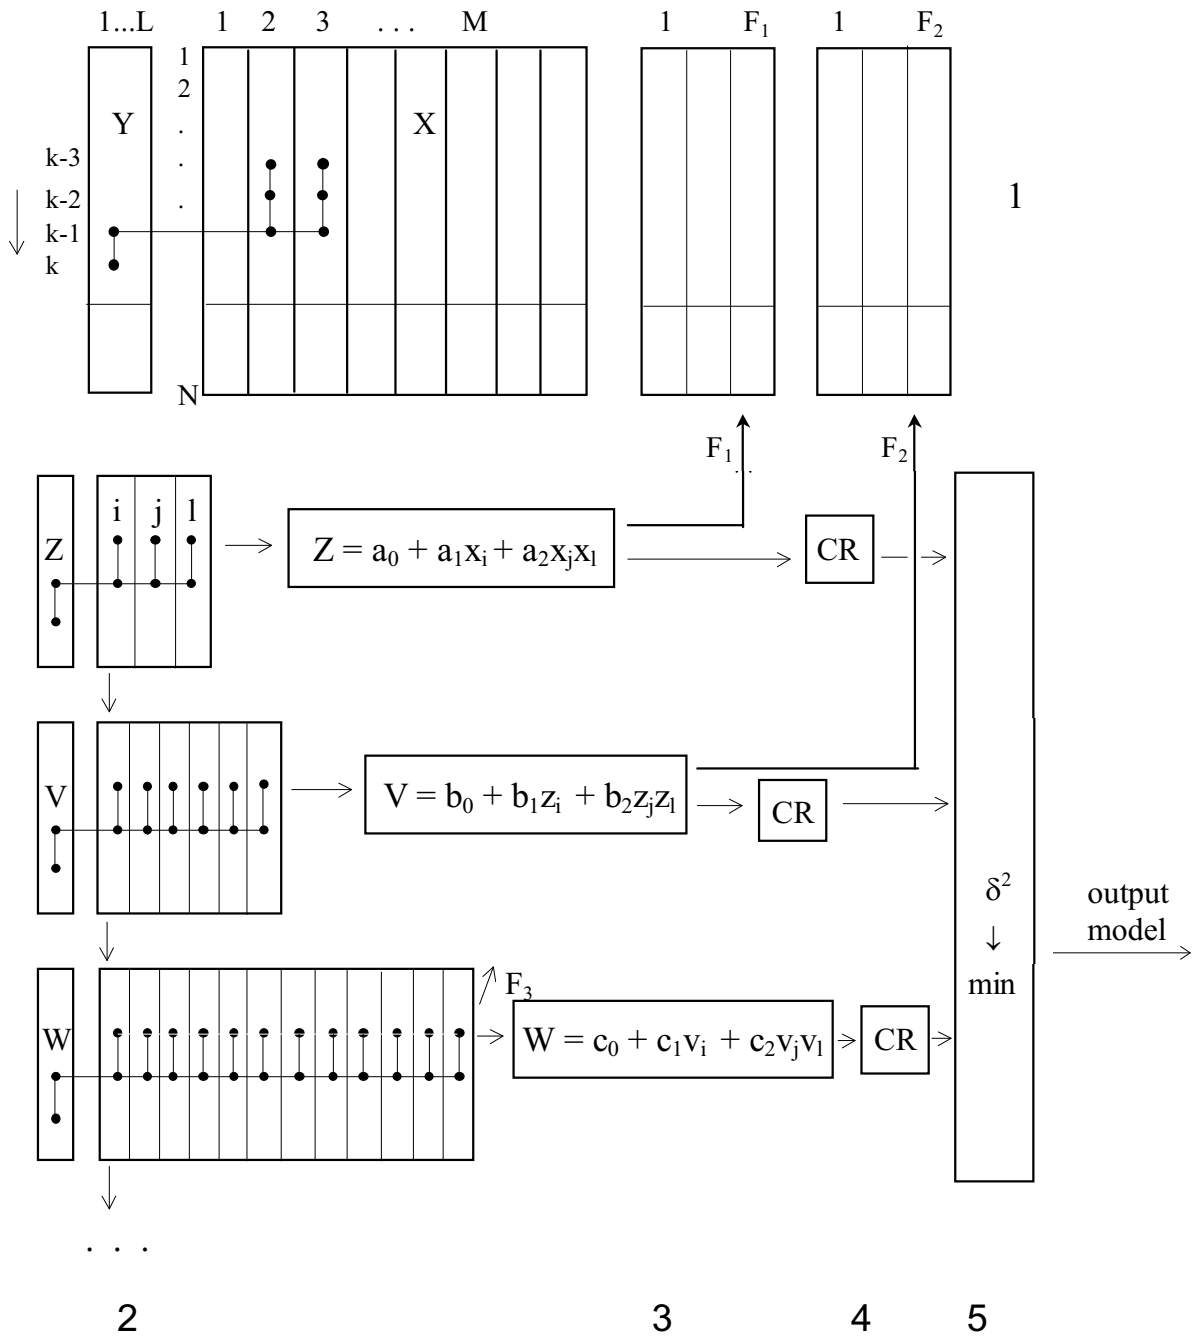 1...L 1 2 3 . . . M 1 F₁ 1 F₂
1
2
Y . X
k-3 .
k-2 . 1
k-1
k
N
F₁ F₂
...
i j l
Z Z = a₀ + a₁xᵢ + a₂xⱼxₗ CR
V V = b₀ + b₁zᵢ + b₂zⱼzₗ CR
δ² output
↓ model
min
F₃
W W = c₀ + c₁vᵢ + c₂vⱼvₗ CR
. . .
2 3 4 5